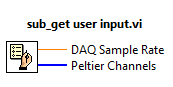 sub_get user input.vi
DAQ Sample Rate
Peltier Channels